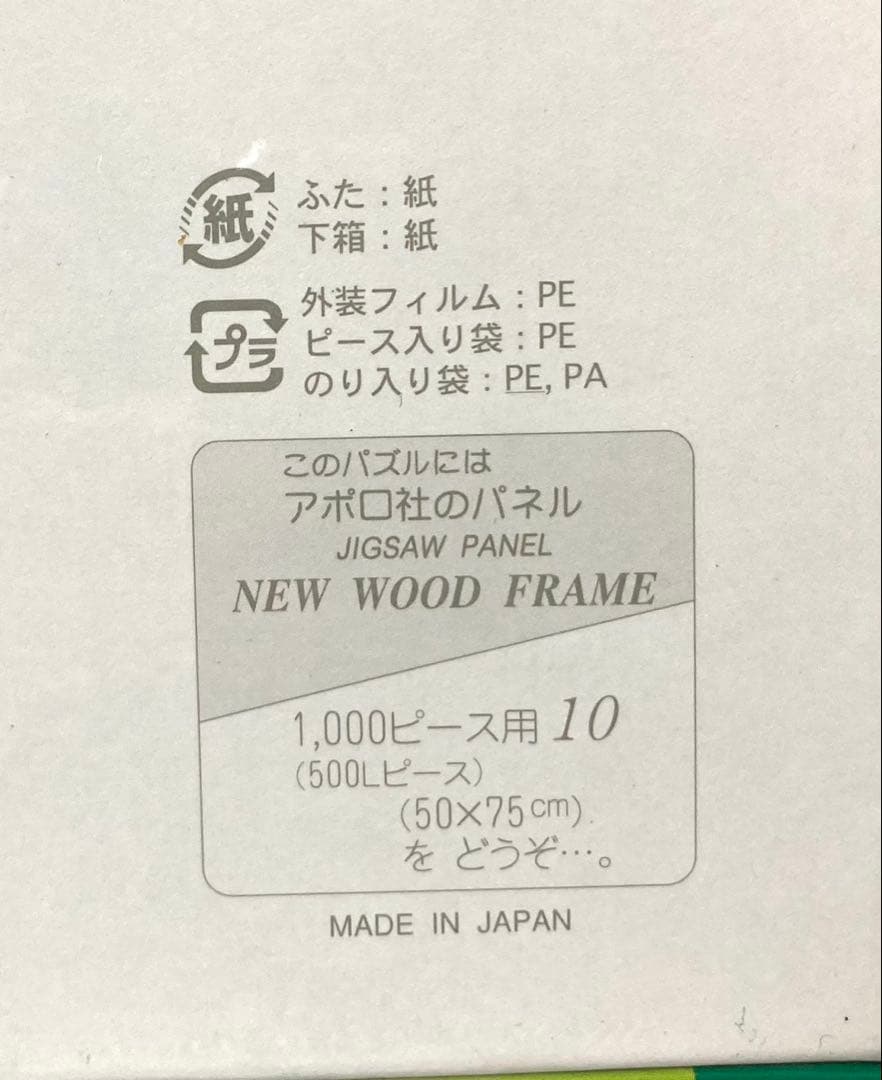 紙
ふた：紙
下箱：紙
プラ
外装フィルム：PE
ピース入り袋：PE
のり入り袋：PE, PA
このパズルには
アポロ社のパネル
JIGSAW PANEL
NEW WOOD FRAME
1,000ピース用 10
(500Lピース)
(50×75cm)
を どうぞ…。
MADE IN JAPAN